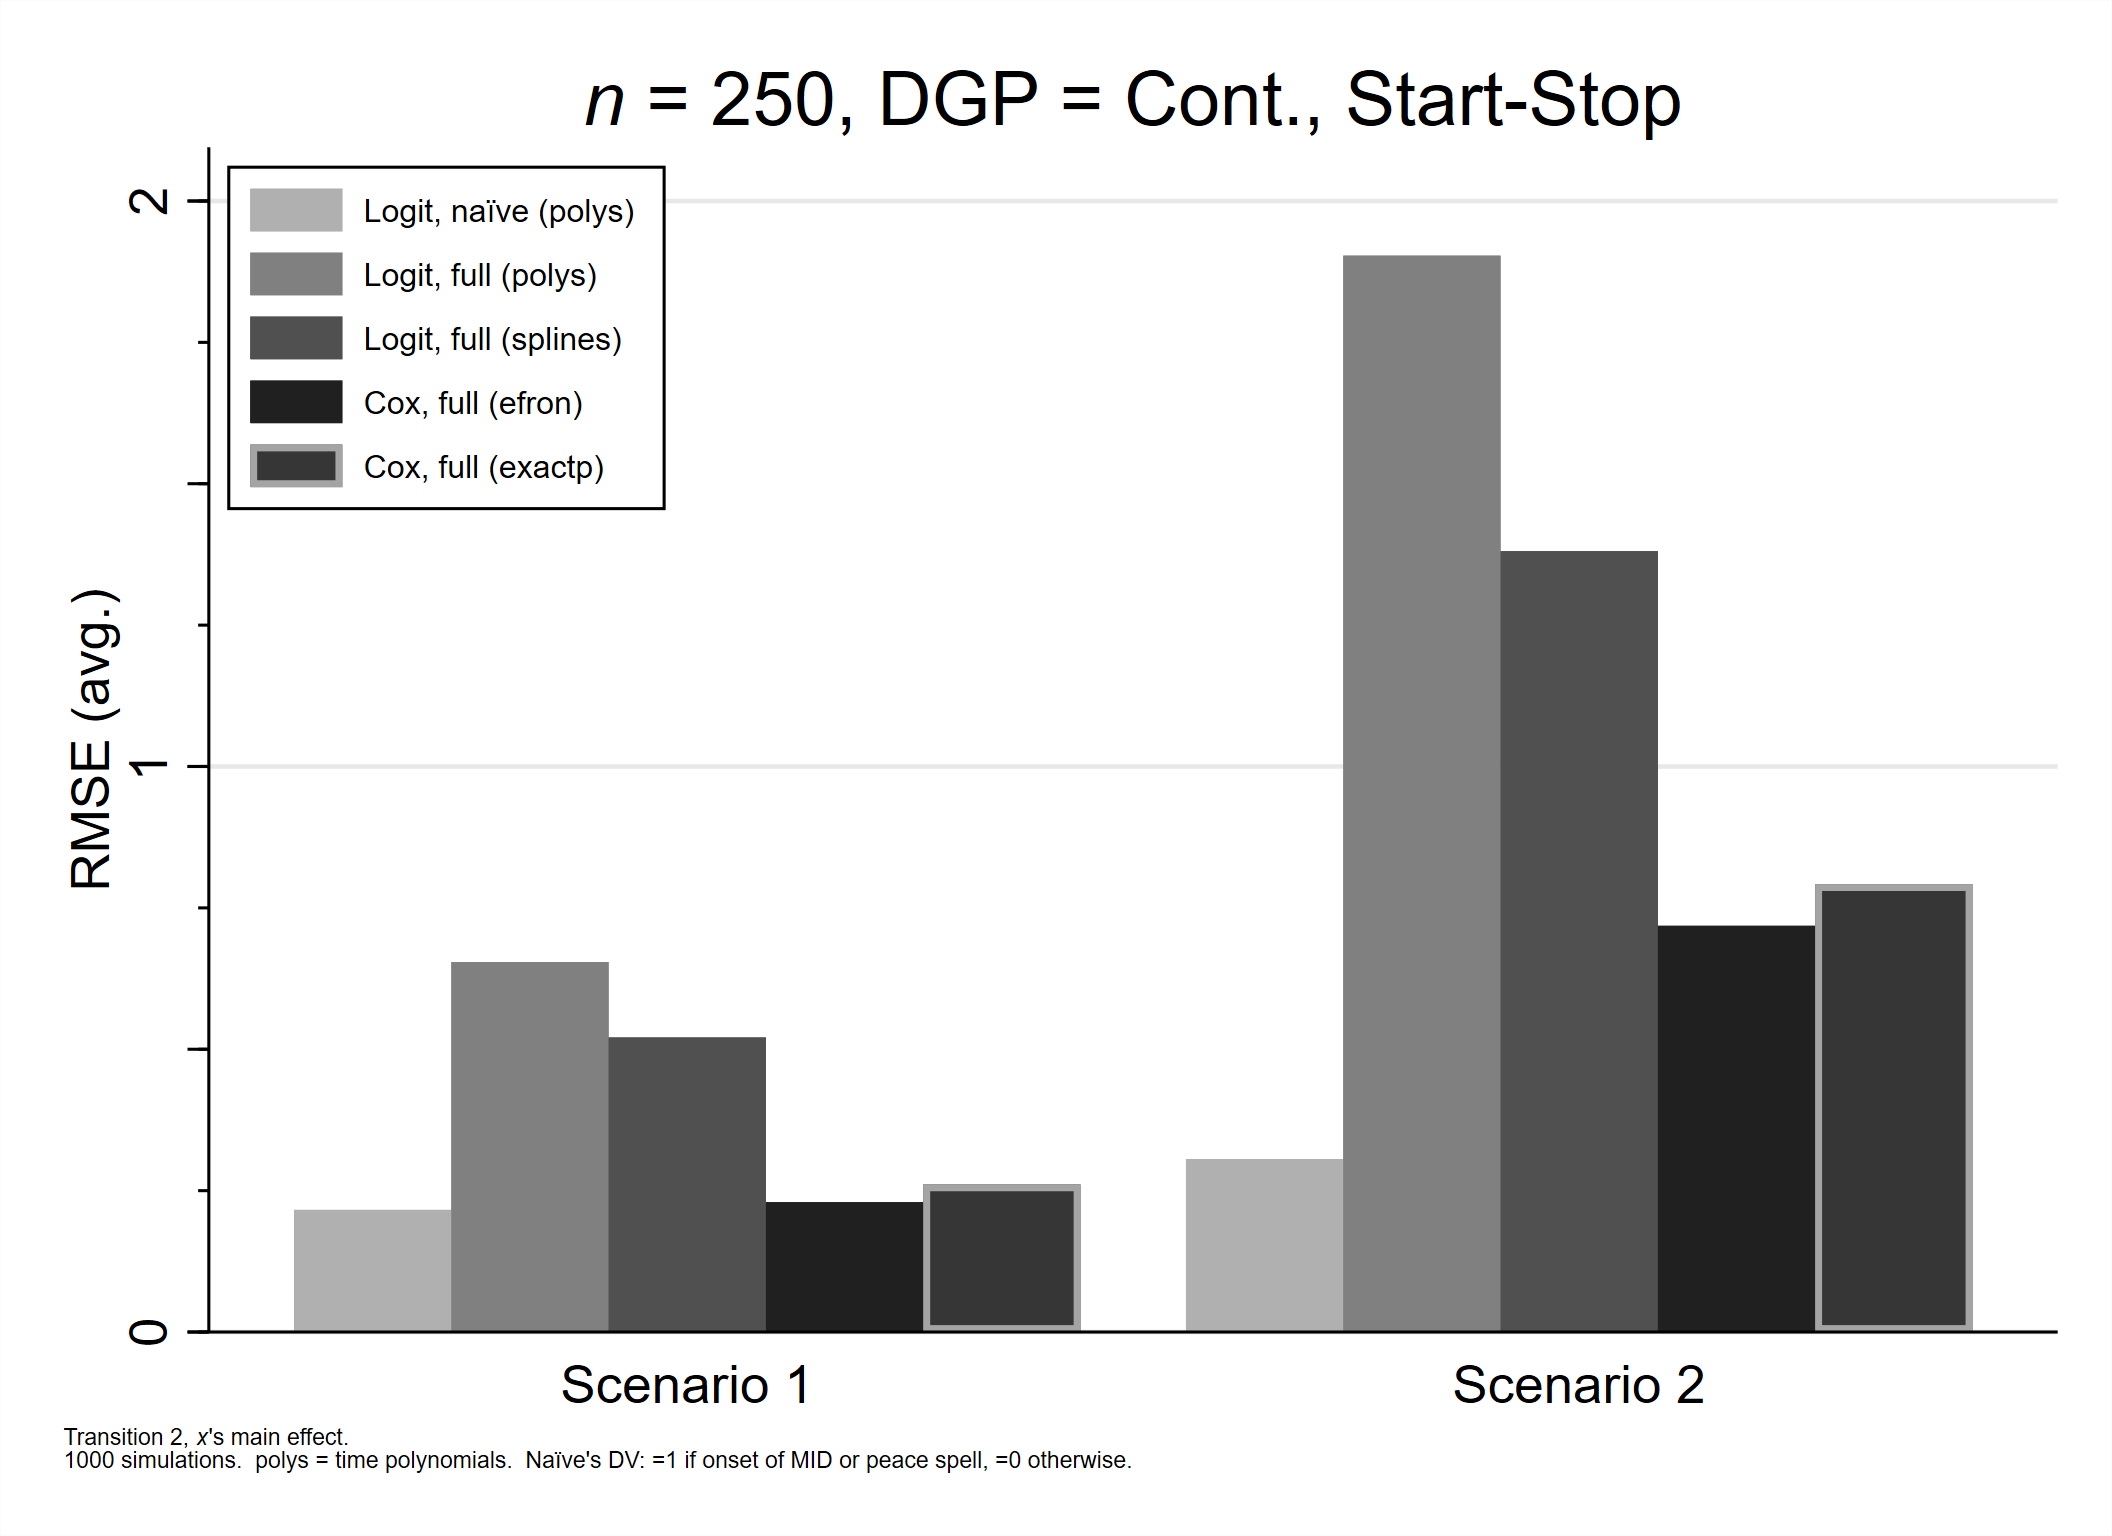 n = 250, DGP = Cont., Start-Stop
Logit, naïve (polys)
Logit, full (polys)
Logit, full (splines)
Cox, full (efron)
Cox, full (exactp)
RMSE (avg.)
2
1
0
Scenario 1
Scenario 2
Transition 2, x's main effect.
1000 simulations.  polys = time polynomials.  Naïve's DV: =1 if onset of MID or peace spell, =0 otherwise.